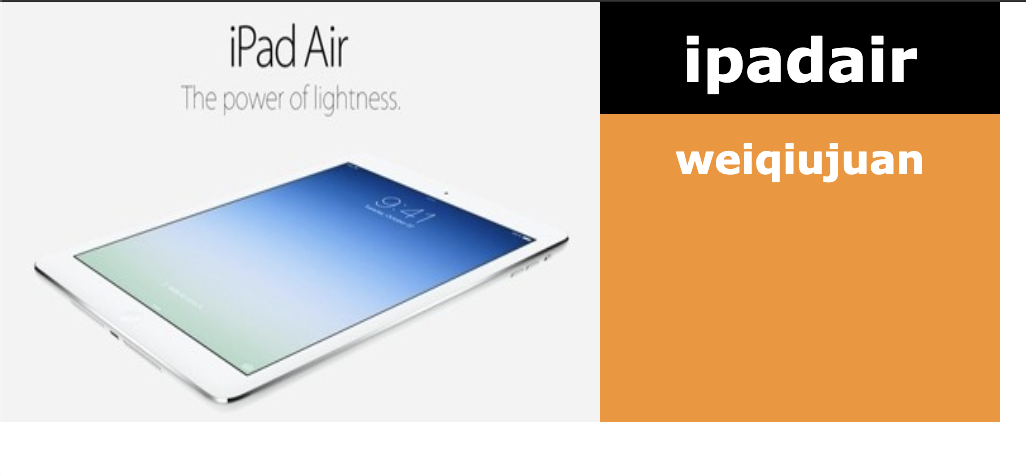 iPad Air
The power of lightness.
9:41
ipadair
weiqiujuan